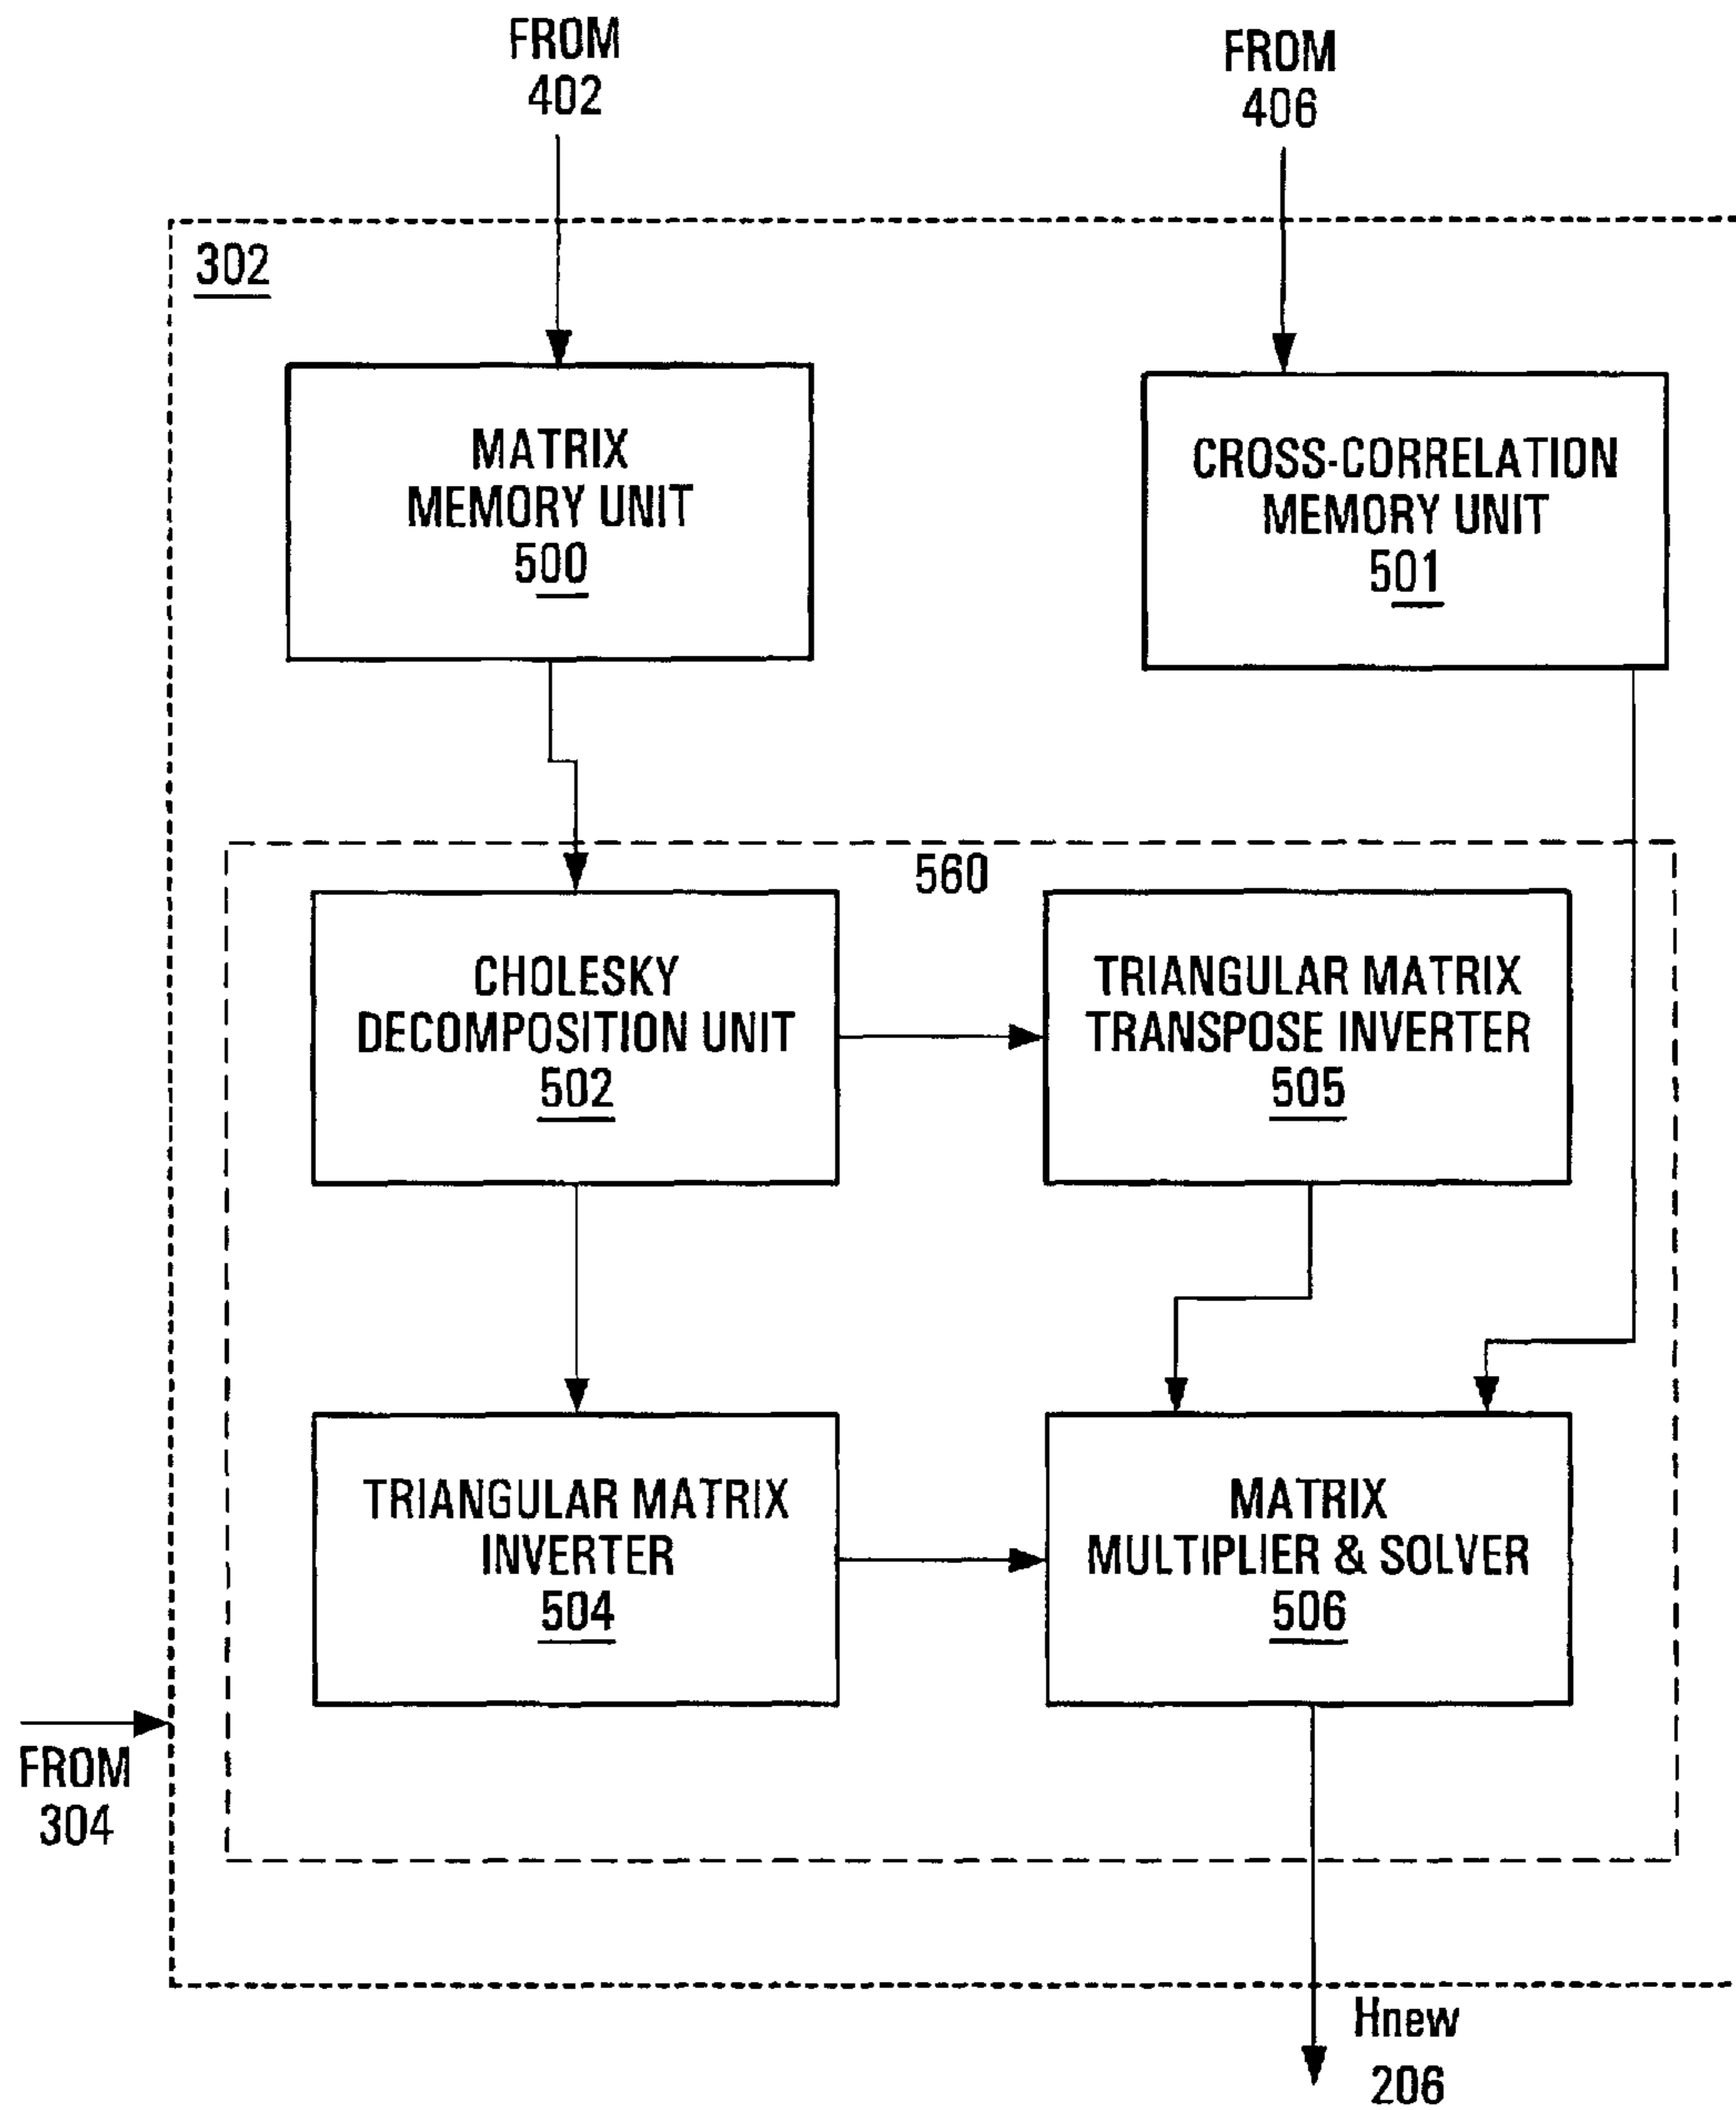 FROM
402
FROM
406
302
MATRIX
MEMORY UNIT
500
CROSS-CORRELATION
MEMORY UNIT
501
560
CHOLESKY
DECOMPOSITION UNIT
502
TRIANGULAR MATRIX
TRANSPOSE INVERTER
505
TRIANGULAR MATRIX
INVERTER
504
MATRIX
MULTIPLIER & SOLVER
506
FROM
304
Hnew
206